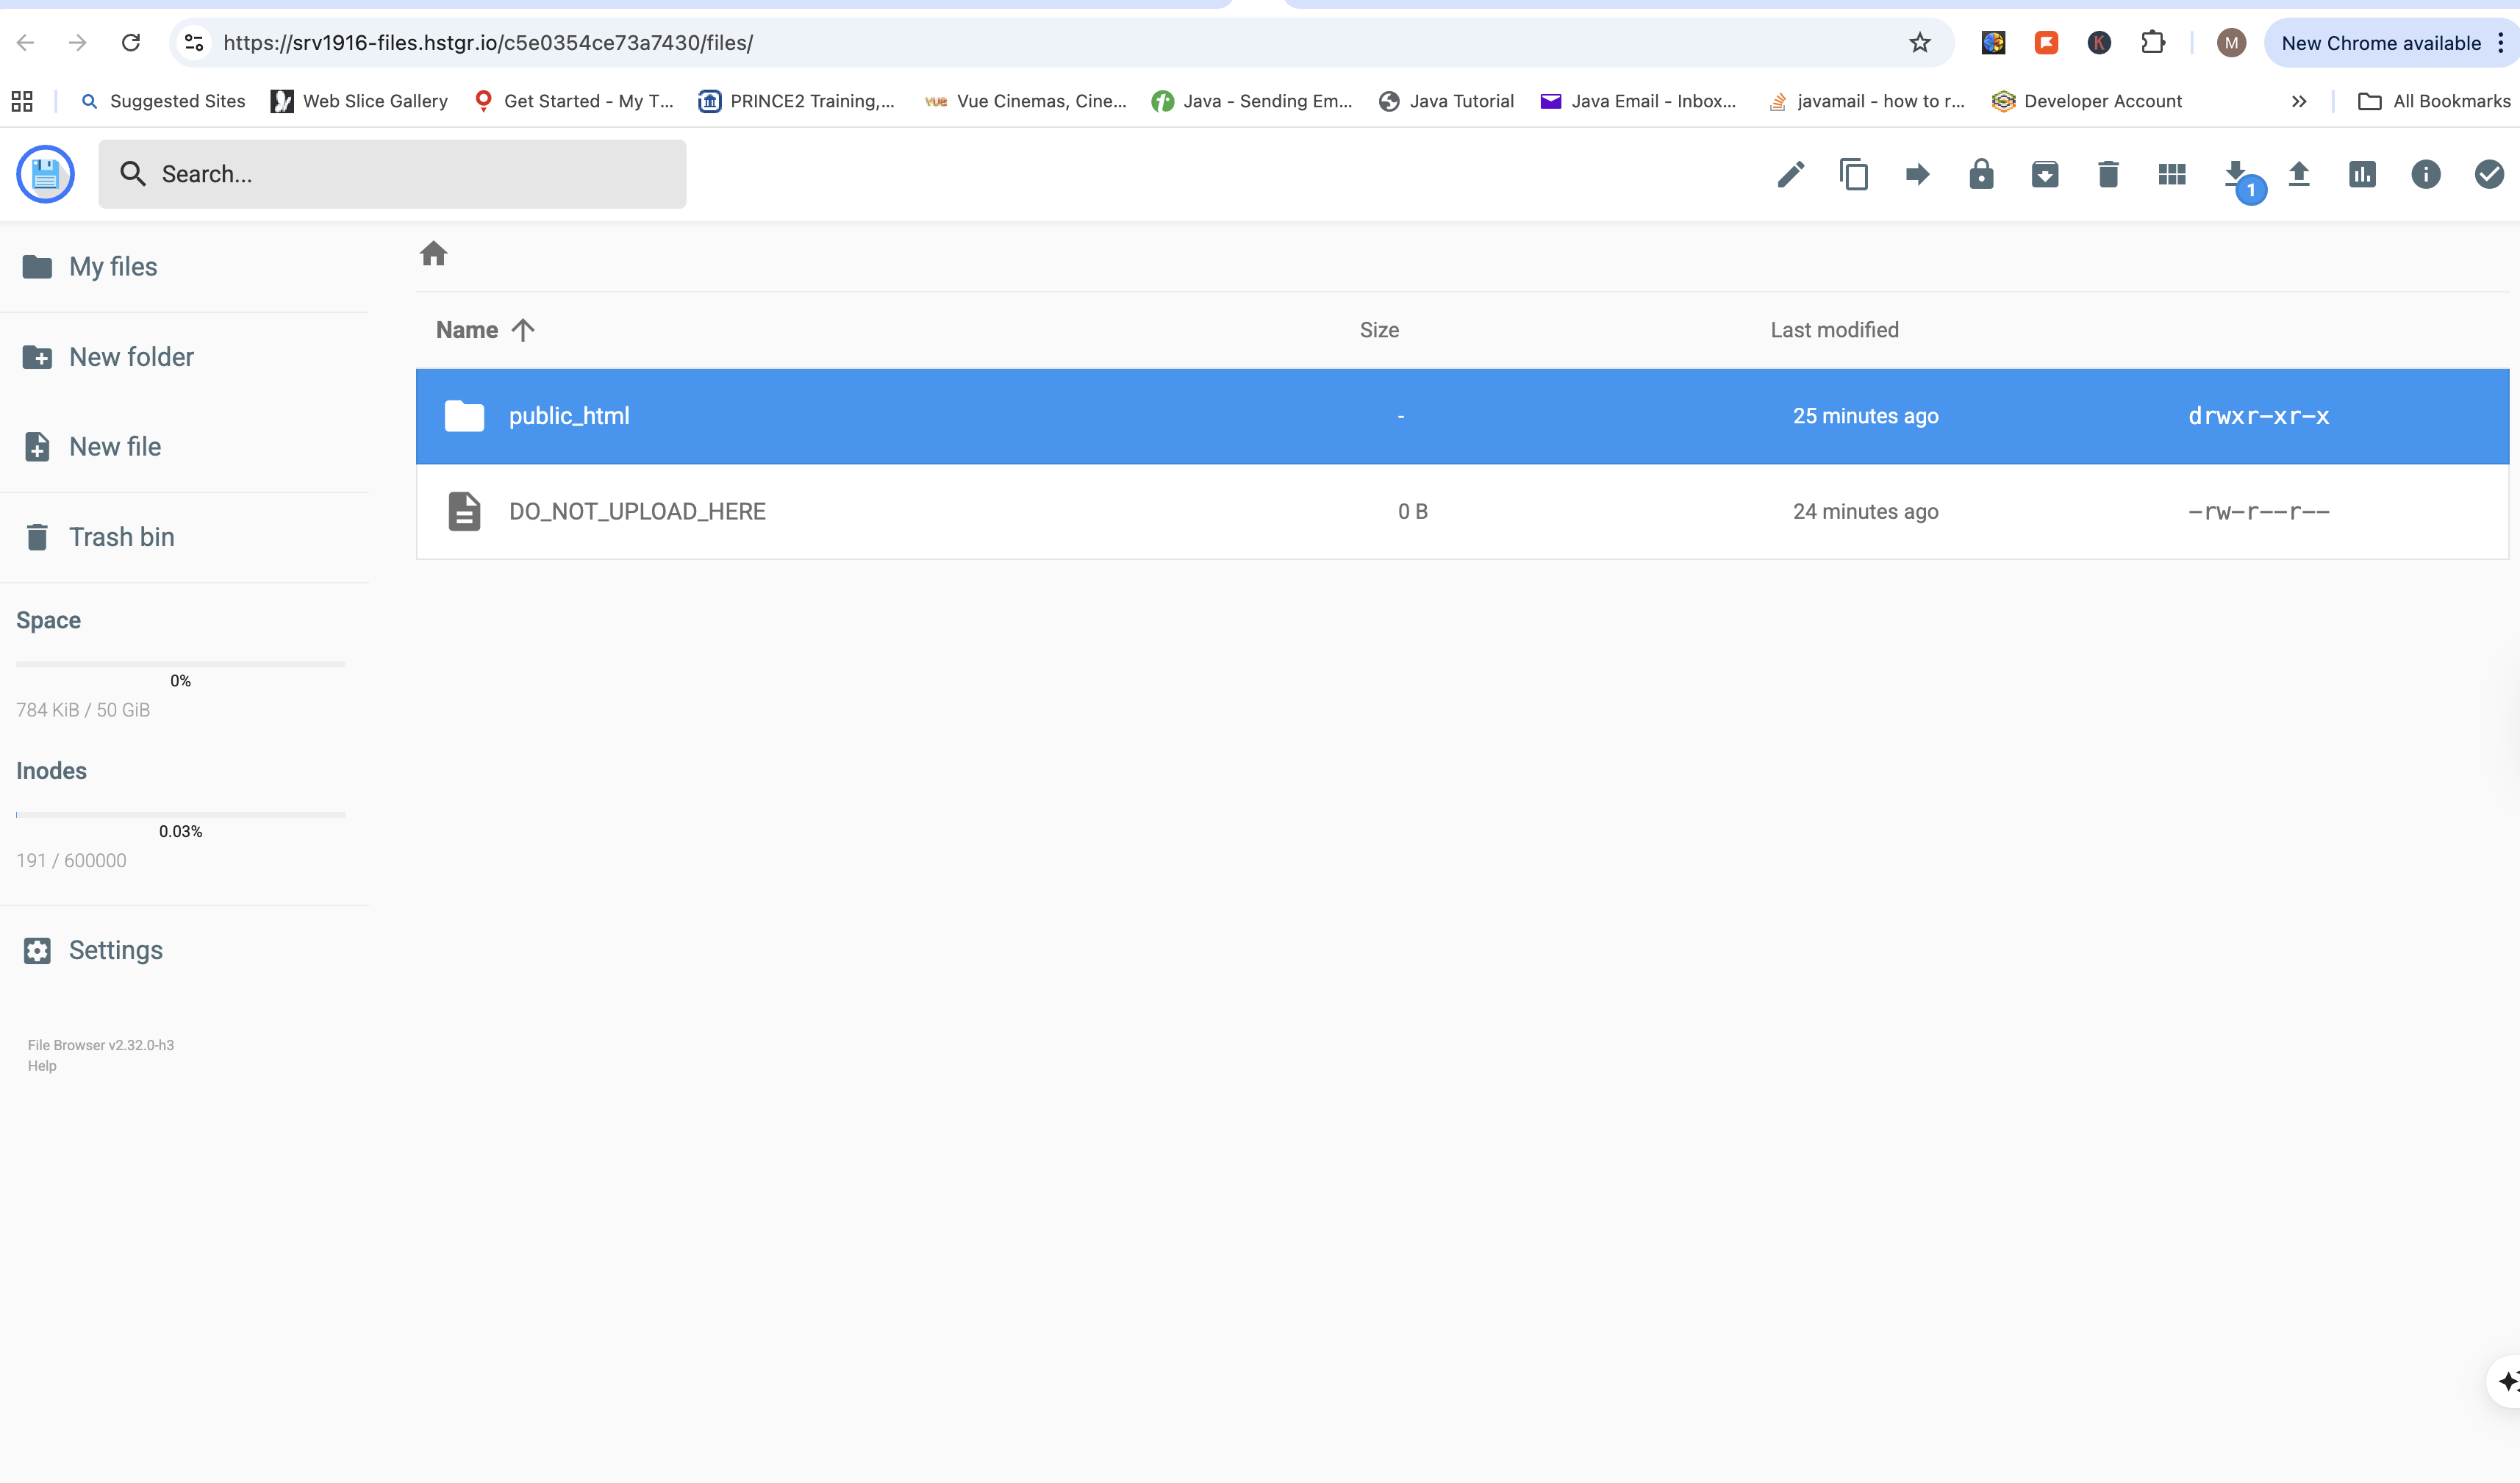 https://srv1916-files.hstgr.io/c5e0354ce73a7430/files/
M
New Chrome available
Suggested Sites
Web Slice Gallery
Get Started - My T...
PRINCE2 Training,...
vue Vue Cinemas, Cine...
Java - Sending Em...
Java Tutorial
Java Email - Inbox...
javamail - how to r...
Developer Account
All Bookmarks
Search...
1
My files
New folder
New file
Trash bin
Space
0%
784 KiB / 50 GiB
Inodes
0.03%
191 / 600000
Settings
File Browser v2.32.0-h3
Help
Name Size Last modified
public_html - 25 minutes ago drwxr-xr-x
DO_NOT_UPLOAD_HERE 0 B 24 minutes ago -rw-r--r--